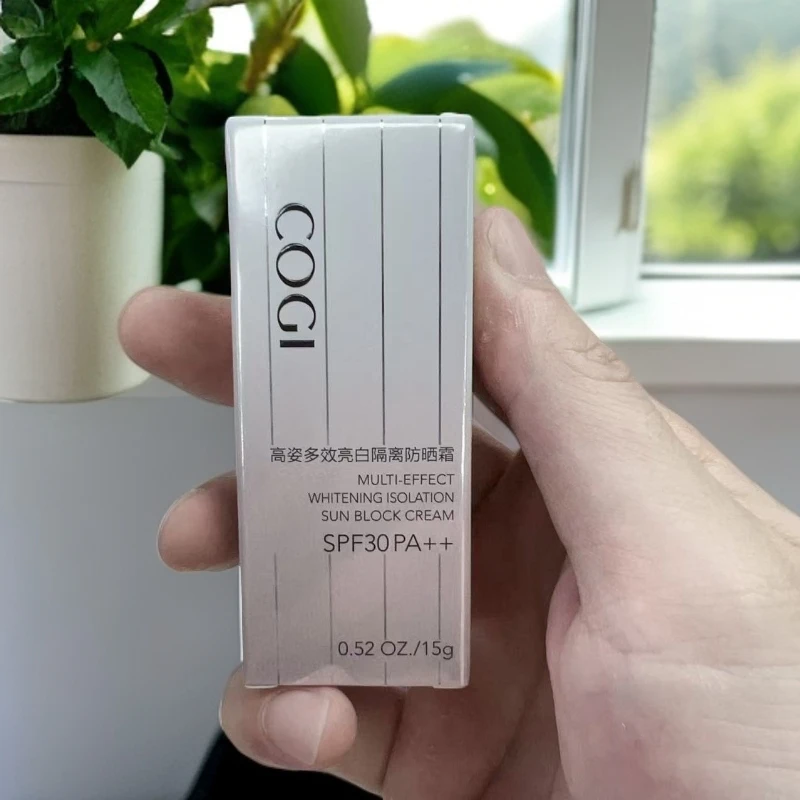 COGI
高姿多效亮白隔离防晒霜
MULTI-EFFECT
WHITENING ISOLATION
SUN BLOCK CREAM
SPF30 PA++
0.52 OZ./15g